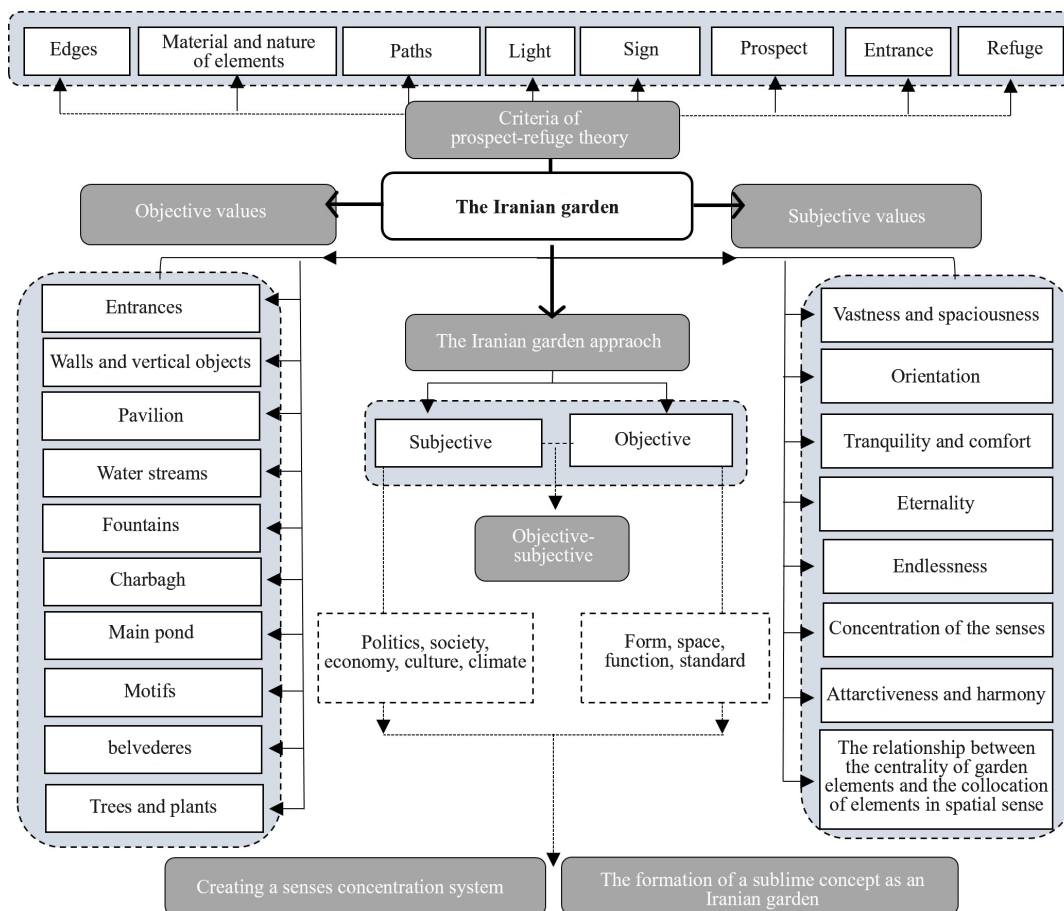 Edges
Material and nature
of elements
Paths
Light
Sign
Prospect
Entrance
Refuge
Criteria of
prospect-refuge theory
Objective values
The Iranian garden
Subjective values
Entrances
Walls and vertical objects
Pavilion
Water streams
Fountains
Charbagh
Main pond
Motifs
belvederes
Trees and plants
The Iranian garden appraoch
Subjective
Objective
Objective-
subjective
Politics, society,
economy, culture, climate
Form, space,
function, standard
Vastness and spaciousness
Orientation
Tranquility and comfort
Eternality
Endlessness
Concentration of the senses
Attarctiveness and harmony
The relationship between
the centrality of garden
elements and the collocation
of elements in spatial sense
Creating a senses concentration system
The formation of a sublime concept as an
Iranian garden